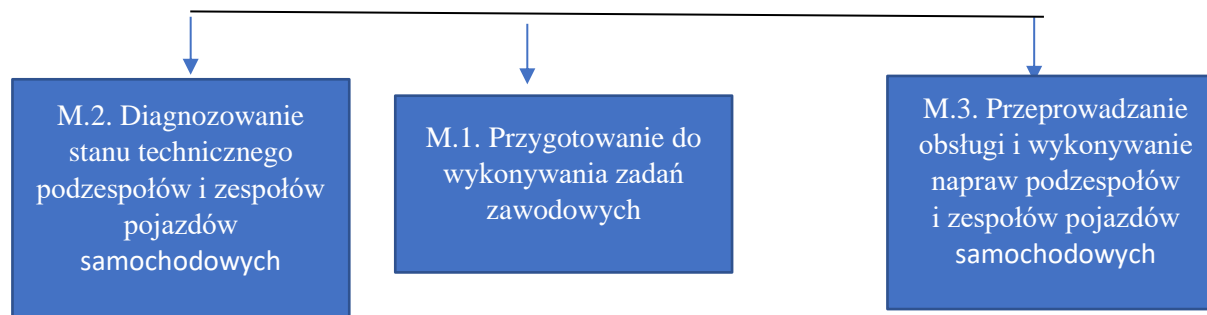 M.2. Diagnozowanie
stanu technicznego
podzespołów i zespołów
pojazdów
samochodowych
M.1. Przygotowanie do
wykonywania zadań
zawodowych
M.3. Przeprowadzanie
obsługi i wykonywanie
napraw podzespołów
i zespołów pojazdów
samochodowych